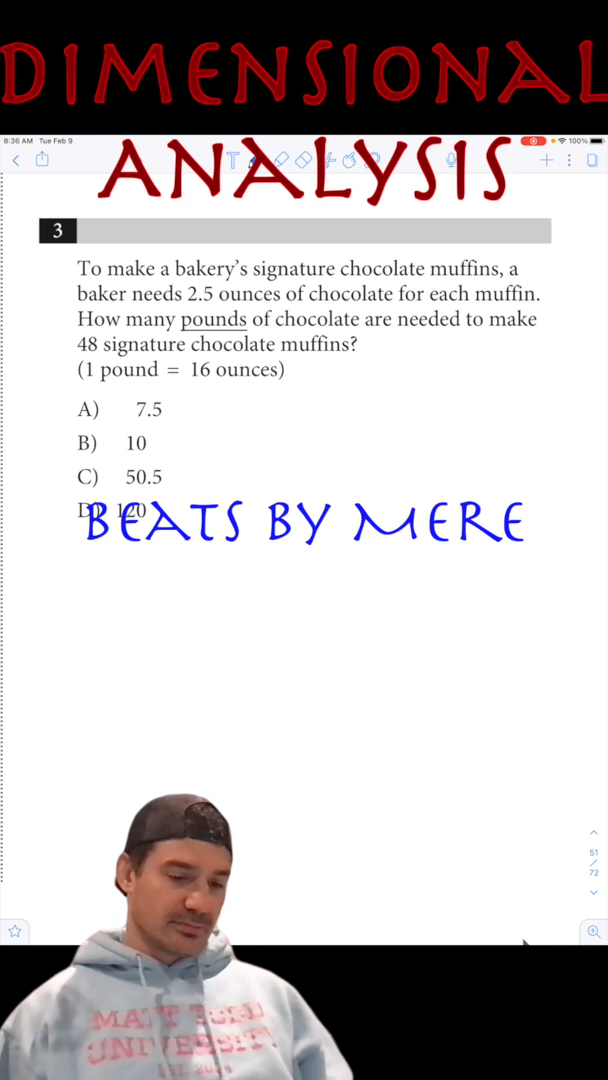 DIMENSIONAL
8:36 AM Tue Feb 9
100%
ANALYSIS
3
To make a bakery's signature chocolate muffins, a
baker needs 2.5 ounces of chocolate for each muffin.
How many pounds of chocolate are needed to make
48 signature chocolate muffins?
(1 pound = 16 ounces)
A) 7.5
B) 10
C) 50.5
D) 120
BEATS BY MERE
51
/
72
UNIVERSITY